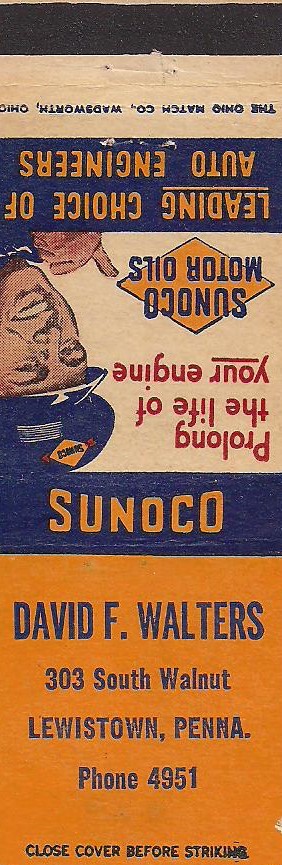 THE OHIO MATCH CO., WADSWORTH, OHIO
LEADING CHOICE OF
AUTO ENGINEERS
SUNOCO
MOTOR OILS
Prolong
the life of
your engine
SUNOCO
SUNOCO
DAVID F. WALTERS
303 South Walnut
LEWISTOWN, PENNA.
Phone 4951
CLOSE COVER BEFORE STRIKING